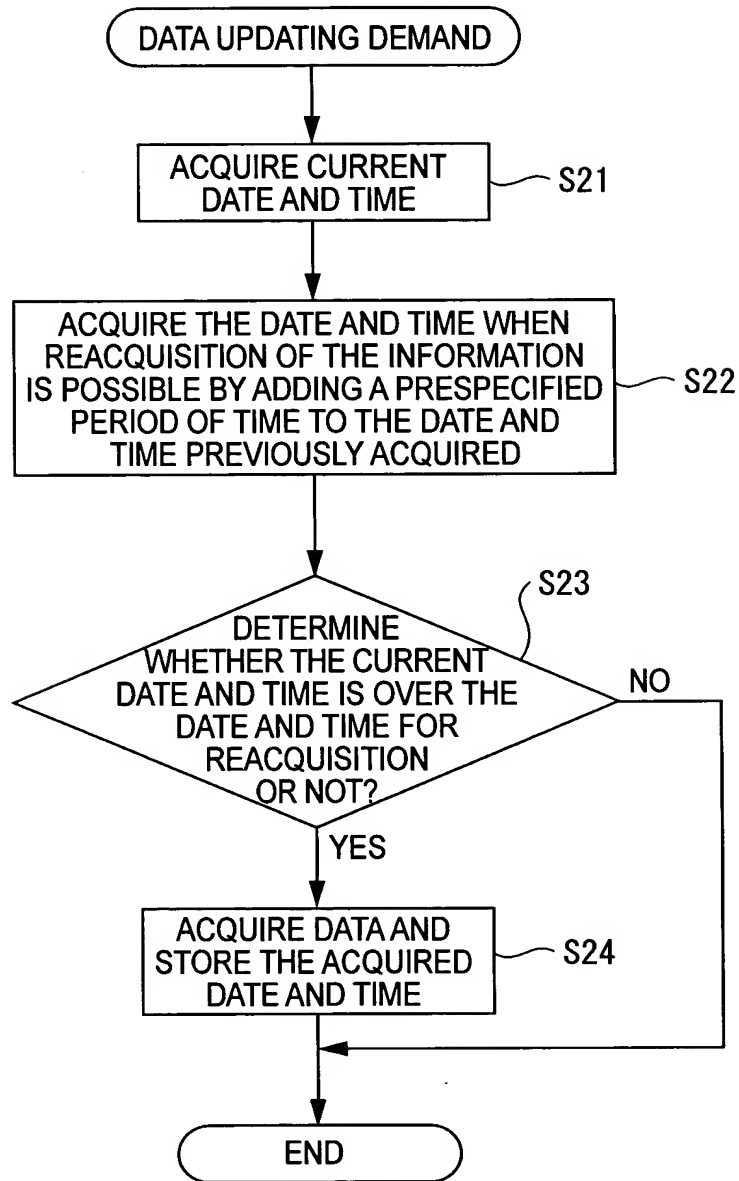 DATA UPDATING DEMAND
ACQUIRE CURRENT
DATE AND TIME
S21
ACQUIRE THE DATE AND TIME WHEN
REACQUISITION OF THE INFORMATION
IS POSSIBLE BY ADDING A PRESPECIFIED
PERIOD OF TIME TO THE DATE AND
TIME PREVIOUSLY ACQUIRED
S22
S23
DETERMINE
WHETHER THE CURRENT
DATE AND TIME IS OVER THE
DATE AND TIME FOR
REACQUISITION
OR NOT?
NO
YES
ACQUIRE DATA AND
STORE THE ACQUIRED
DATE AND TIME
S24
END